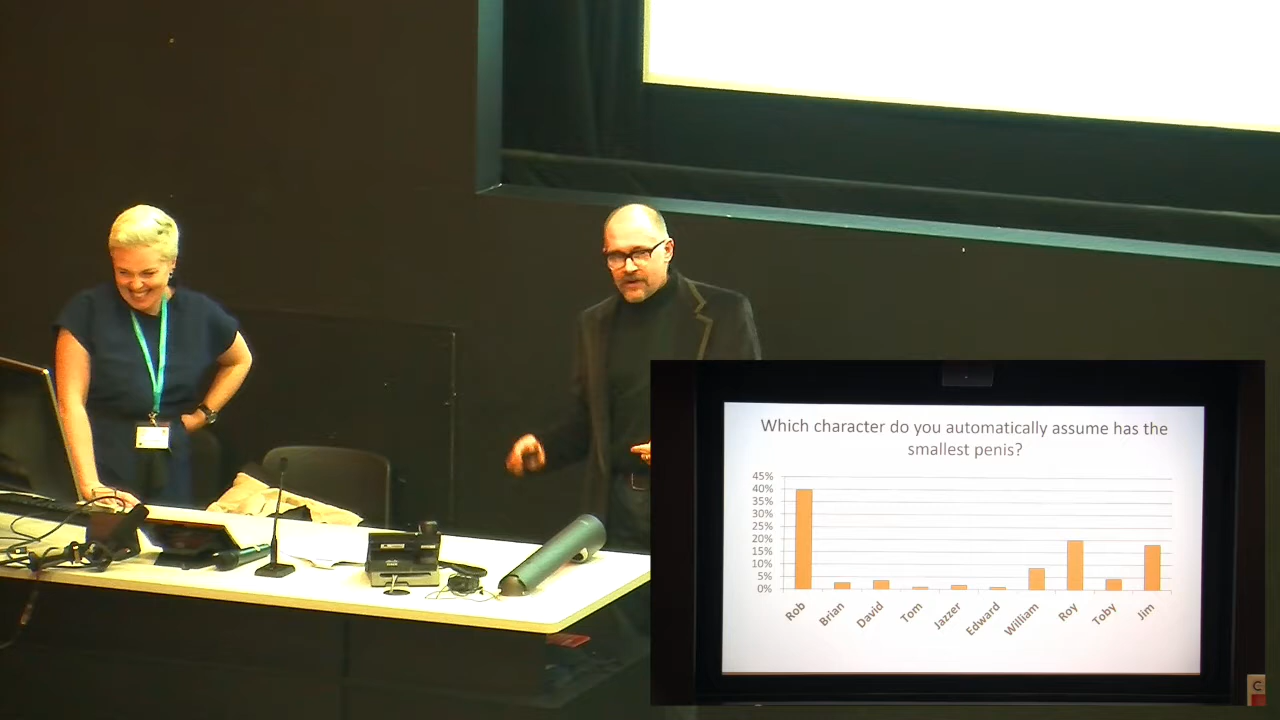 Which character do you automatically assume has the
smallest penis?
45%
40%
35%
30%
25%
20%
15%
10%
5%
0%
Rob
Brian
David
Tom
Jazzer
Edward
William
Roy
Toby
Jim
C